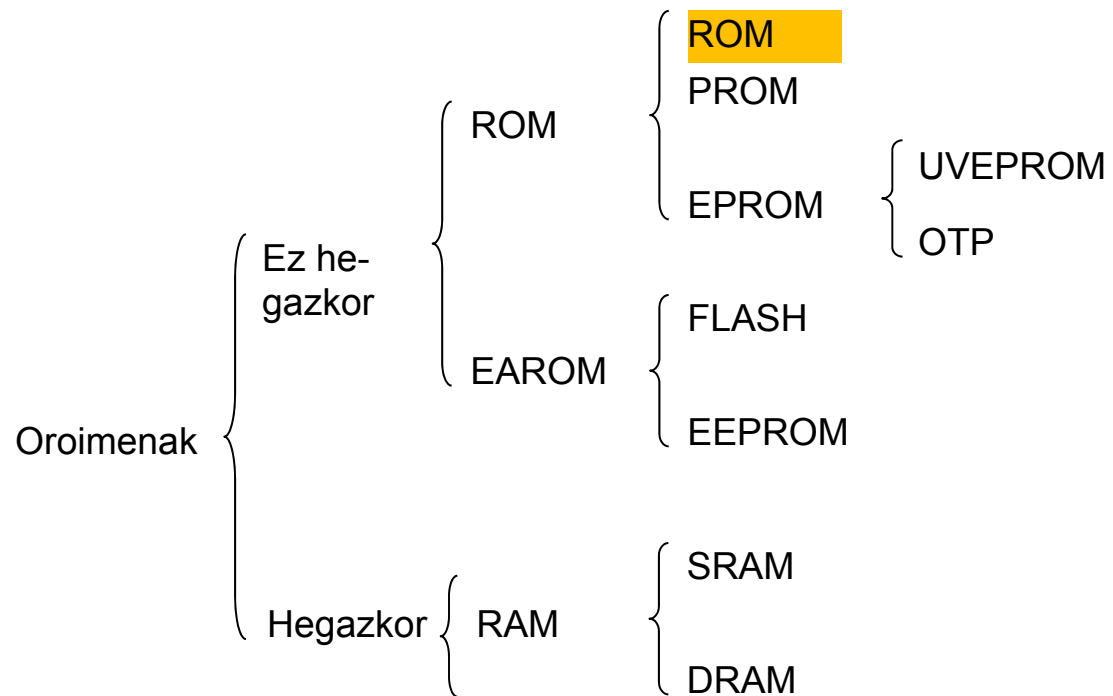 ROM
PROM
ROM
UVEPROM
EPROM
OTP
Ez he-
gazkor
FLASH
EAROM
EEPROM
Oroimenak
SRAM
Hegazkor
RAM
DRAM